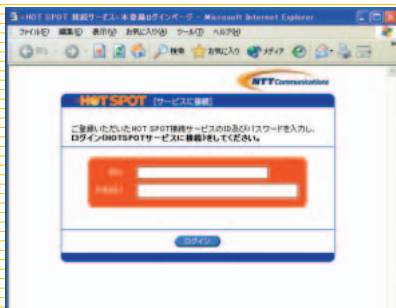 HOT SPOT 接続サービス-本登録ログインページ - Microsoft Internet Explorer
ファイル(F) 編集(E) 表示(V) お気に入り(A) ツール(T) ヘルプ(H)
検索 お気に入り メディア
NTT Communications
HOTSPOT [サービスに接続]
ご登録いただいたHOT SPOT接続サービスのID及びパスワードを入力し、
ログイン(HOTSPOTサービスに接続)をしてください。
ログイン